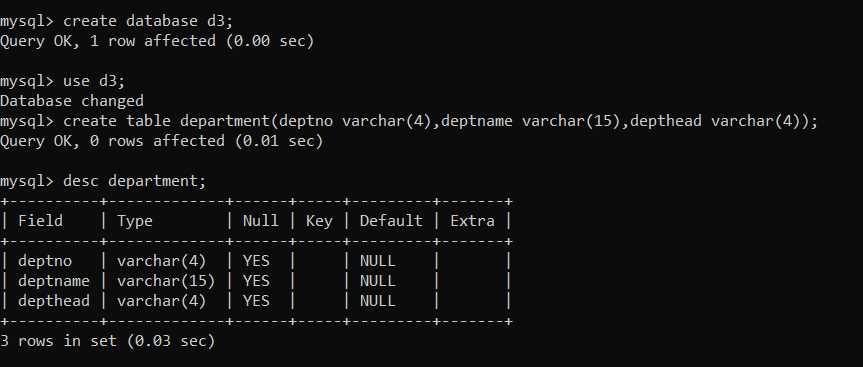 mysql> create database d3;
Query OK, 1 row affected (0.00 sec)
mysql> use d3;
Database changed
mysql> create table department(deptno varchar(4),deptname varchar(15),depthead varchar(4));
Query OK, 0 rows affected (0.01 sec)
mysql> desc department;
+----------+-------------+------+-----+---------+-------+
| Field    | Type        | Null | Key | Default | Extra |
+----------+-------------+------+-----+---------+-------+
| deptno   | varchar(4)  | YES  |     | NULL    |       |
| deptname | varchar(15) | YES  |     | NULL    |       |
| depthead | varchar(4)  | YES  |     | NULL    |       |
+----------+-------------+------+-----+---------+-------+
3 rows in set (0.03 sec)